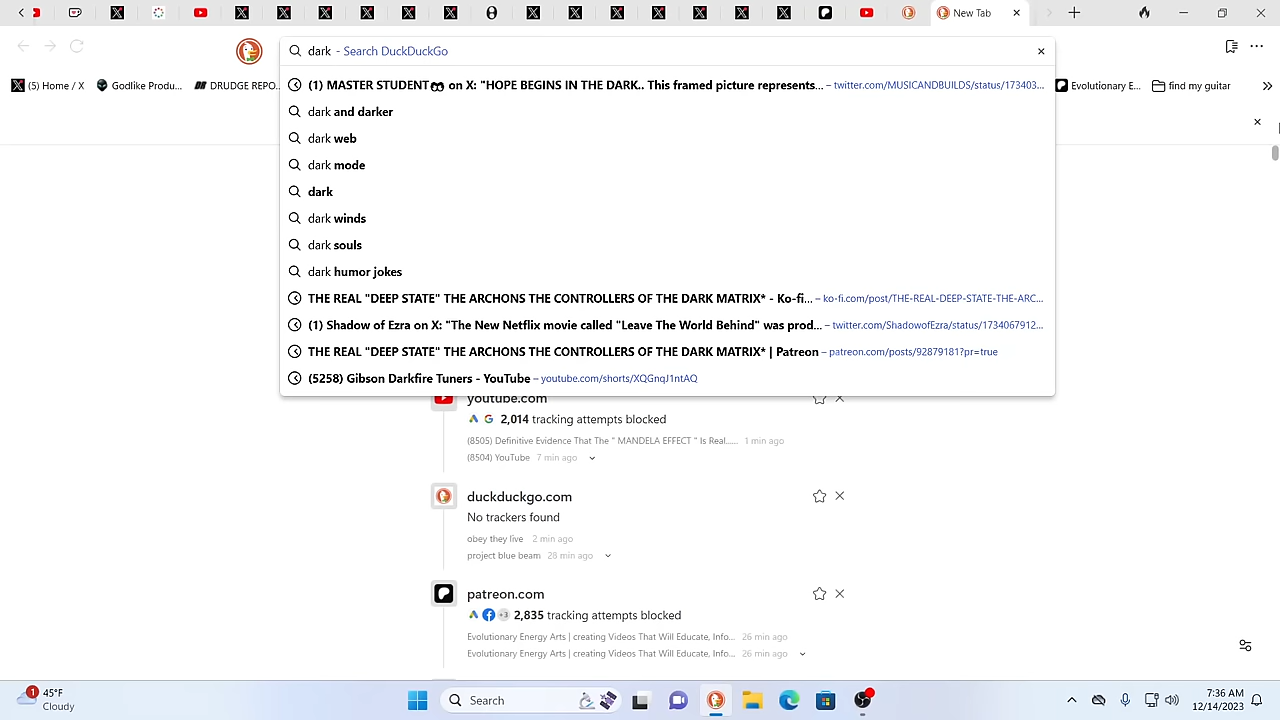 New Tab
dark - Search DuckDuckGo
(5) Home / X
Godlike Produ...
DRUDGE REPO...
Evolutionary E...
find my guitar
(1) MASTER STUDENT👀 on X: "HOPE BEGINS IN THE DARK.. This framed picture represents... – twitter.com/MUSICANDBUILDS/status/173403...
dark and darker
dark web
dark mode
dark
dark winds
dark souls
dark humor jokes
THE REAL "DEEP STATE" THE ARCHONS THE CONTROLLERS OF THE DARK MATRIX* - Ko-fi... – ko-fi.com/post/THE-REAL-DEEP-STATE-THE-ARC...
(1) Shadow of Ezra on X: "The New Netflix movie called "Leave The World Behind" was prod... – twitter.com/ShadowofEzra/status/1734067912...
THE REAL "DEEP STATE" THE ARCHONS THE CONTROLLERS OF THE DARK MATRIX* | Patreon – patreon.com/posts/92879181?pr=true
(5258) Gibson Darkfire Tuners - YouTube – youtube.com/shorts/XQGnqJ1ntAQ
youtube.com
2,014 tracking attempts blocked
(8505) Definitive Evidence That The " MANDELA EFFECT " Is Real...... 1 min ago
(8504) YouTube 7 min ago
duckduckgo.com
No trackers found
obey they live 2 min ago
project blue beam 28 min ago
patreon.com
+3 2,835 tracking attempts blocked
Evolutionary Energy Arts | creating Videos That Will Educate, Info... 26 min ago
Evolutionary Energy Arts | creating Videos That Will Educate, Info... 26 min ago
1
45°F
Cloudy
Search
7:36 AM
12/14/2023